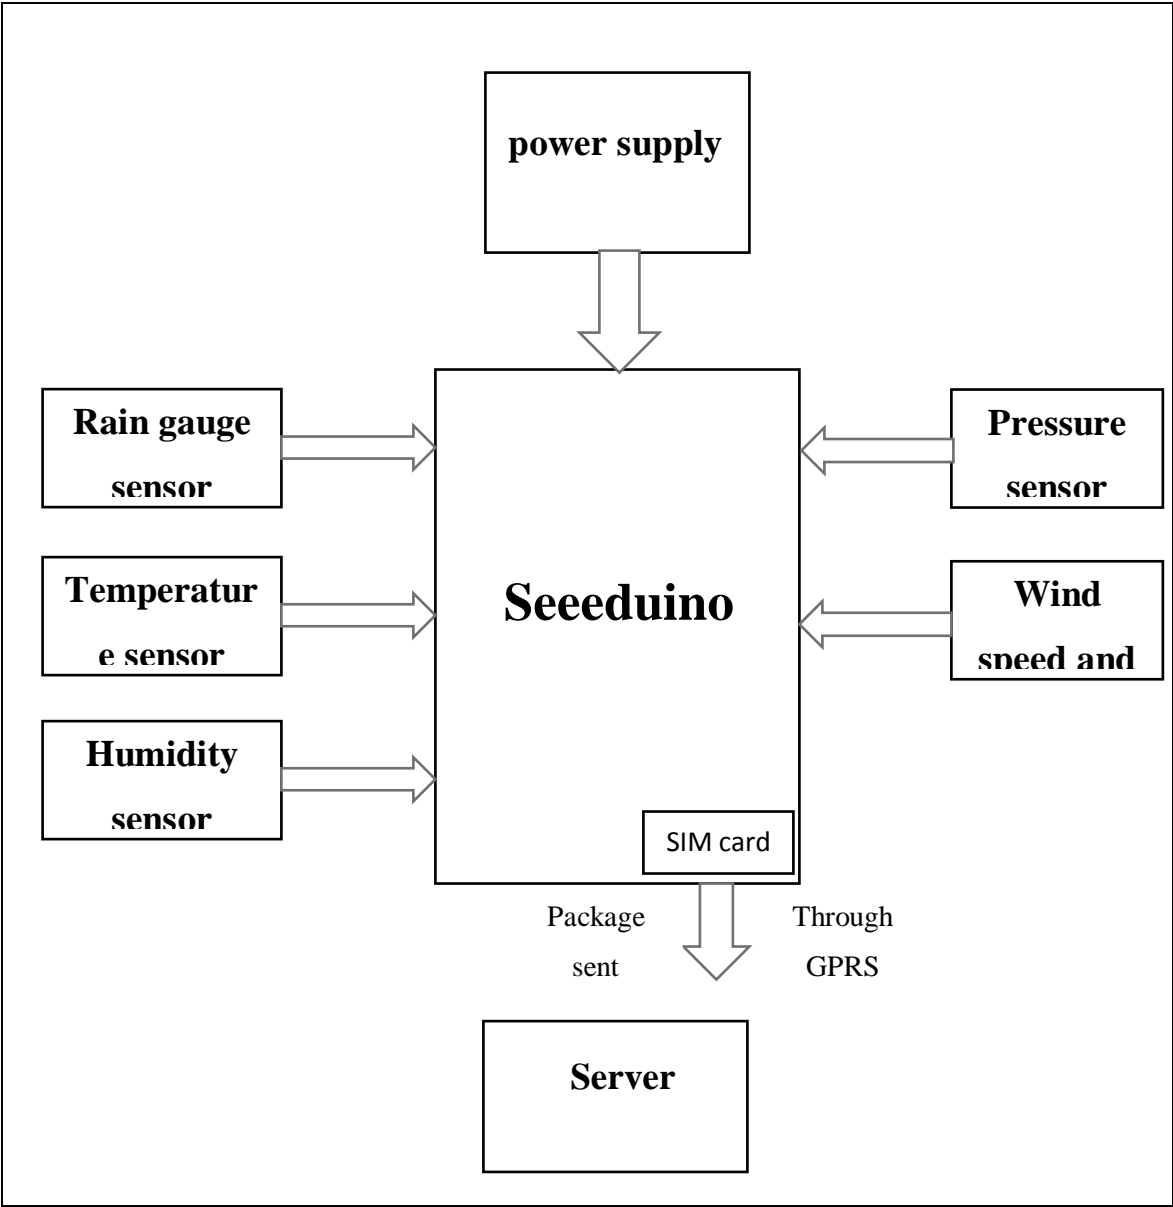 power supply
Rain gauge
sensor
Pressure
sensor
Temperatur
e sensor
Seeeduino
Wind
speed and
Humidity
sensor
SIM card
Package
sent
Through
GPRS
Server